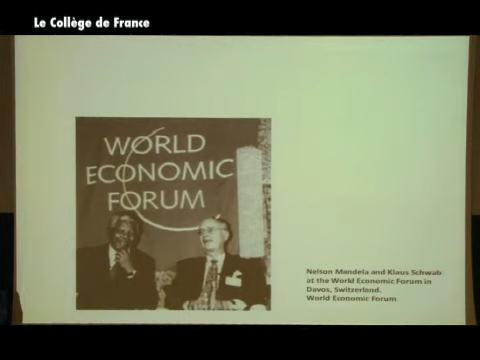 Le Collège de France
WORLD
ECONOMIC
FORUM
Nelson Mandela and Klaus Schwab
at the World Economic Forum in
Davos, Switzerland.
World Economic Forum